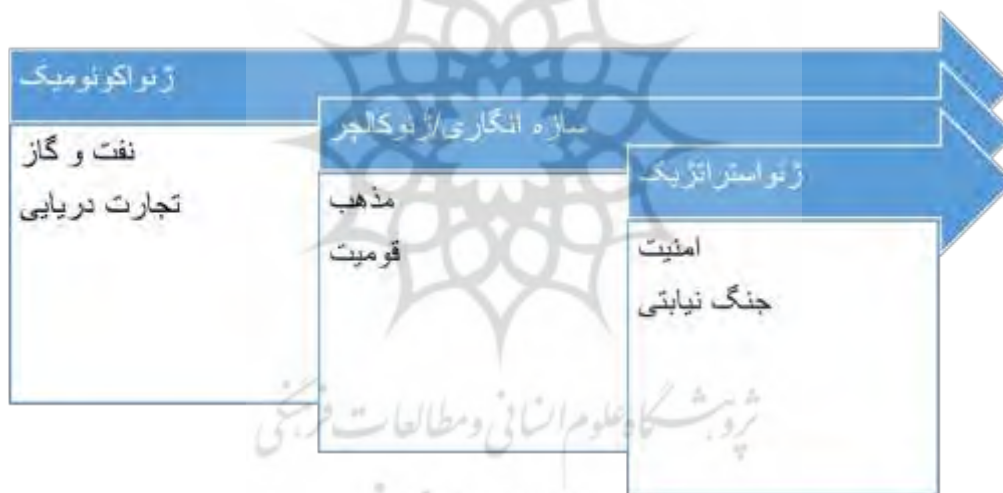 ژئواکونومیک
نفت و گاز
تجارت دریایی
سازه انگاری/ژئوکالچر
مذهب
قومیت
ژئواستراتژیک
امنیت
جنگ نیابتی
پژوهشگاه علوم انسانی و مطالعات فرهنگی